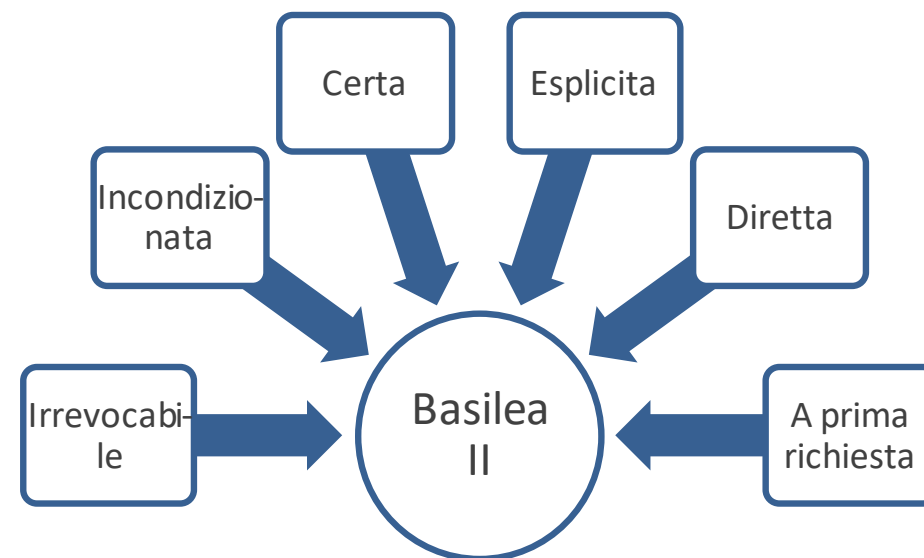 Certa
Esplicita
Incondizio-
nata
Diretta
Irrevocabi-
le
Basilea
II
A prima
richiesta